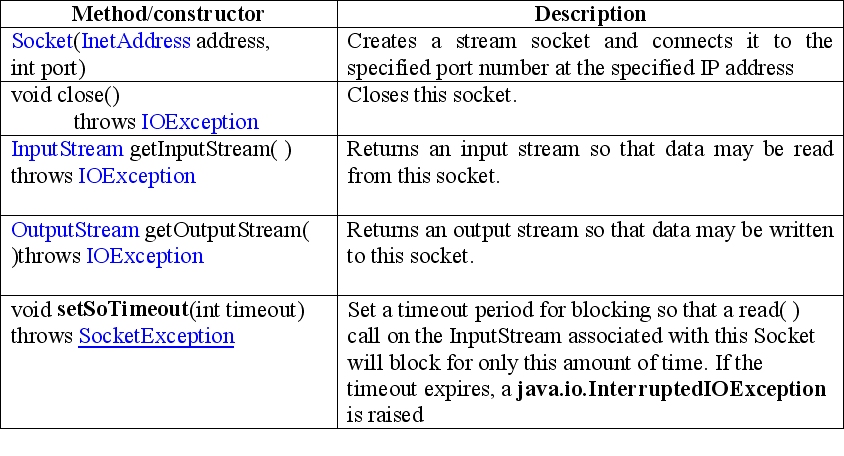 Method/constructor
Description
Socket(InetAddress address,
int port)
Creates a stream socket and connects it to the
specified port number at the specified IP address
void close()
throws IOException
Closes this socket.
InputStream getInputStream( )
throws IOException
Returns an input stream so that data may be read
from this socket.
OutputStream getOutputStream(
)throws IOException
Returns an output stream so that data may be written
to this socket.
void setSoTimeout(int timeout)
throws SocketException
Set a timeout period for blocking so that a read( )
call on the InputStream associated with this Socket
will block for only this amount of time. If the
timeout expires, a java.io.InterruptedIOException
is raised